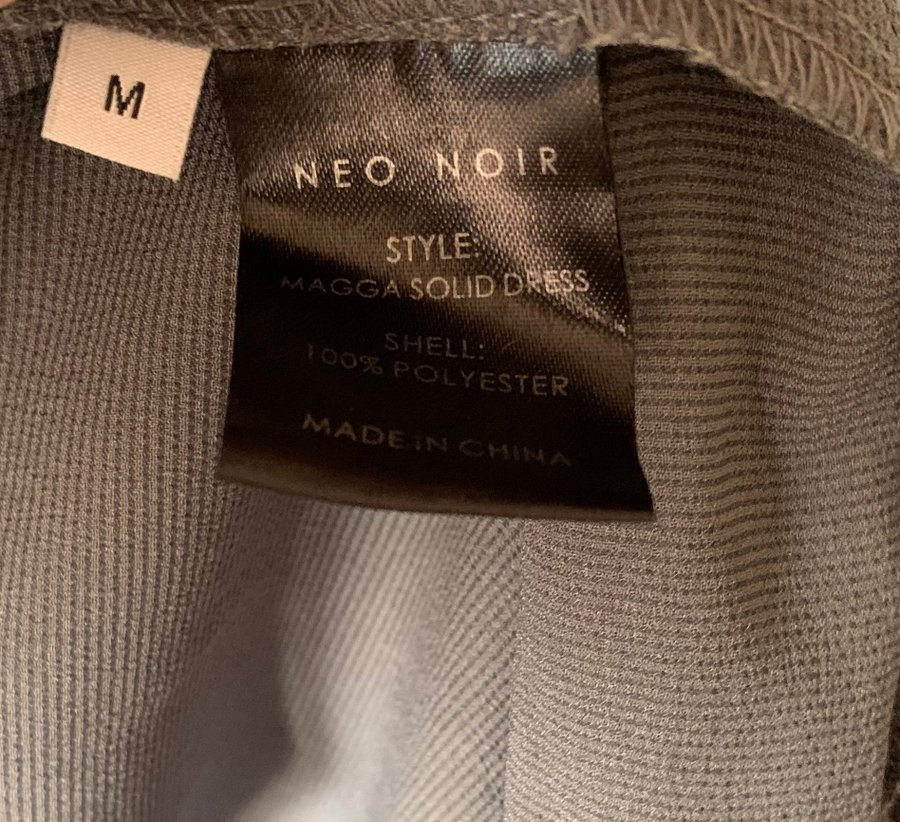 M
NEO NOIR
STYLE:
MAGGA SOLID DRESS
SHELL:
100% POLYESTER
MADE IN CHINA